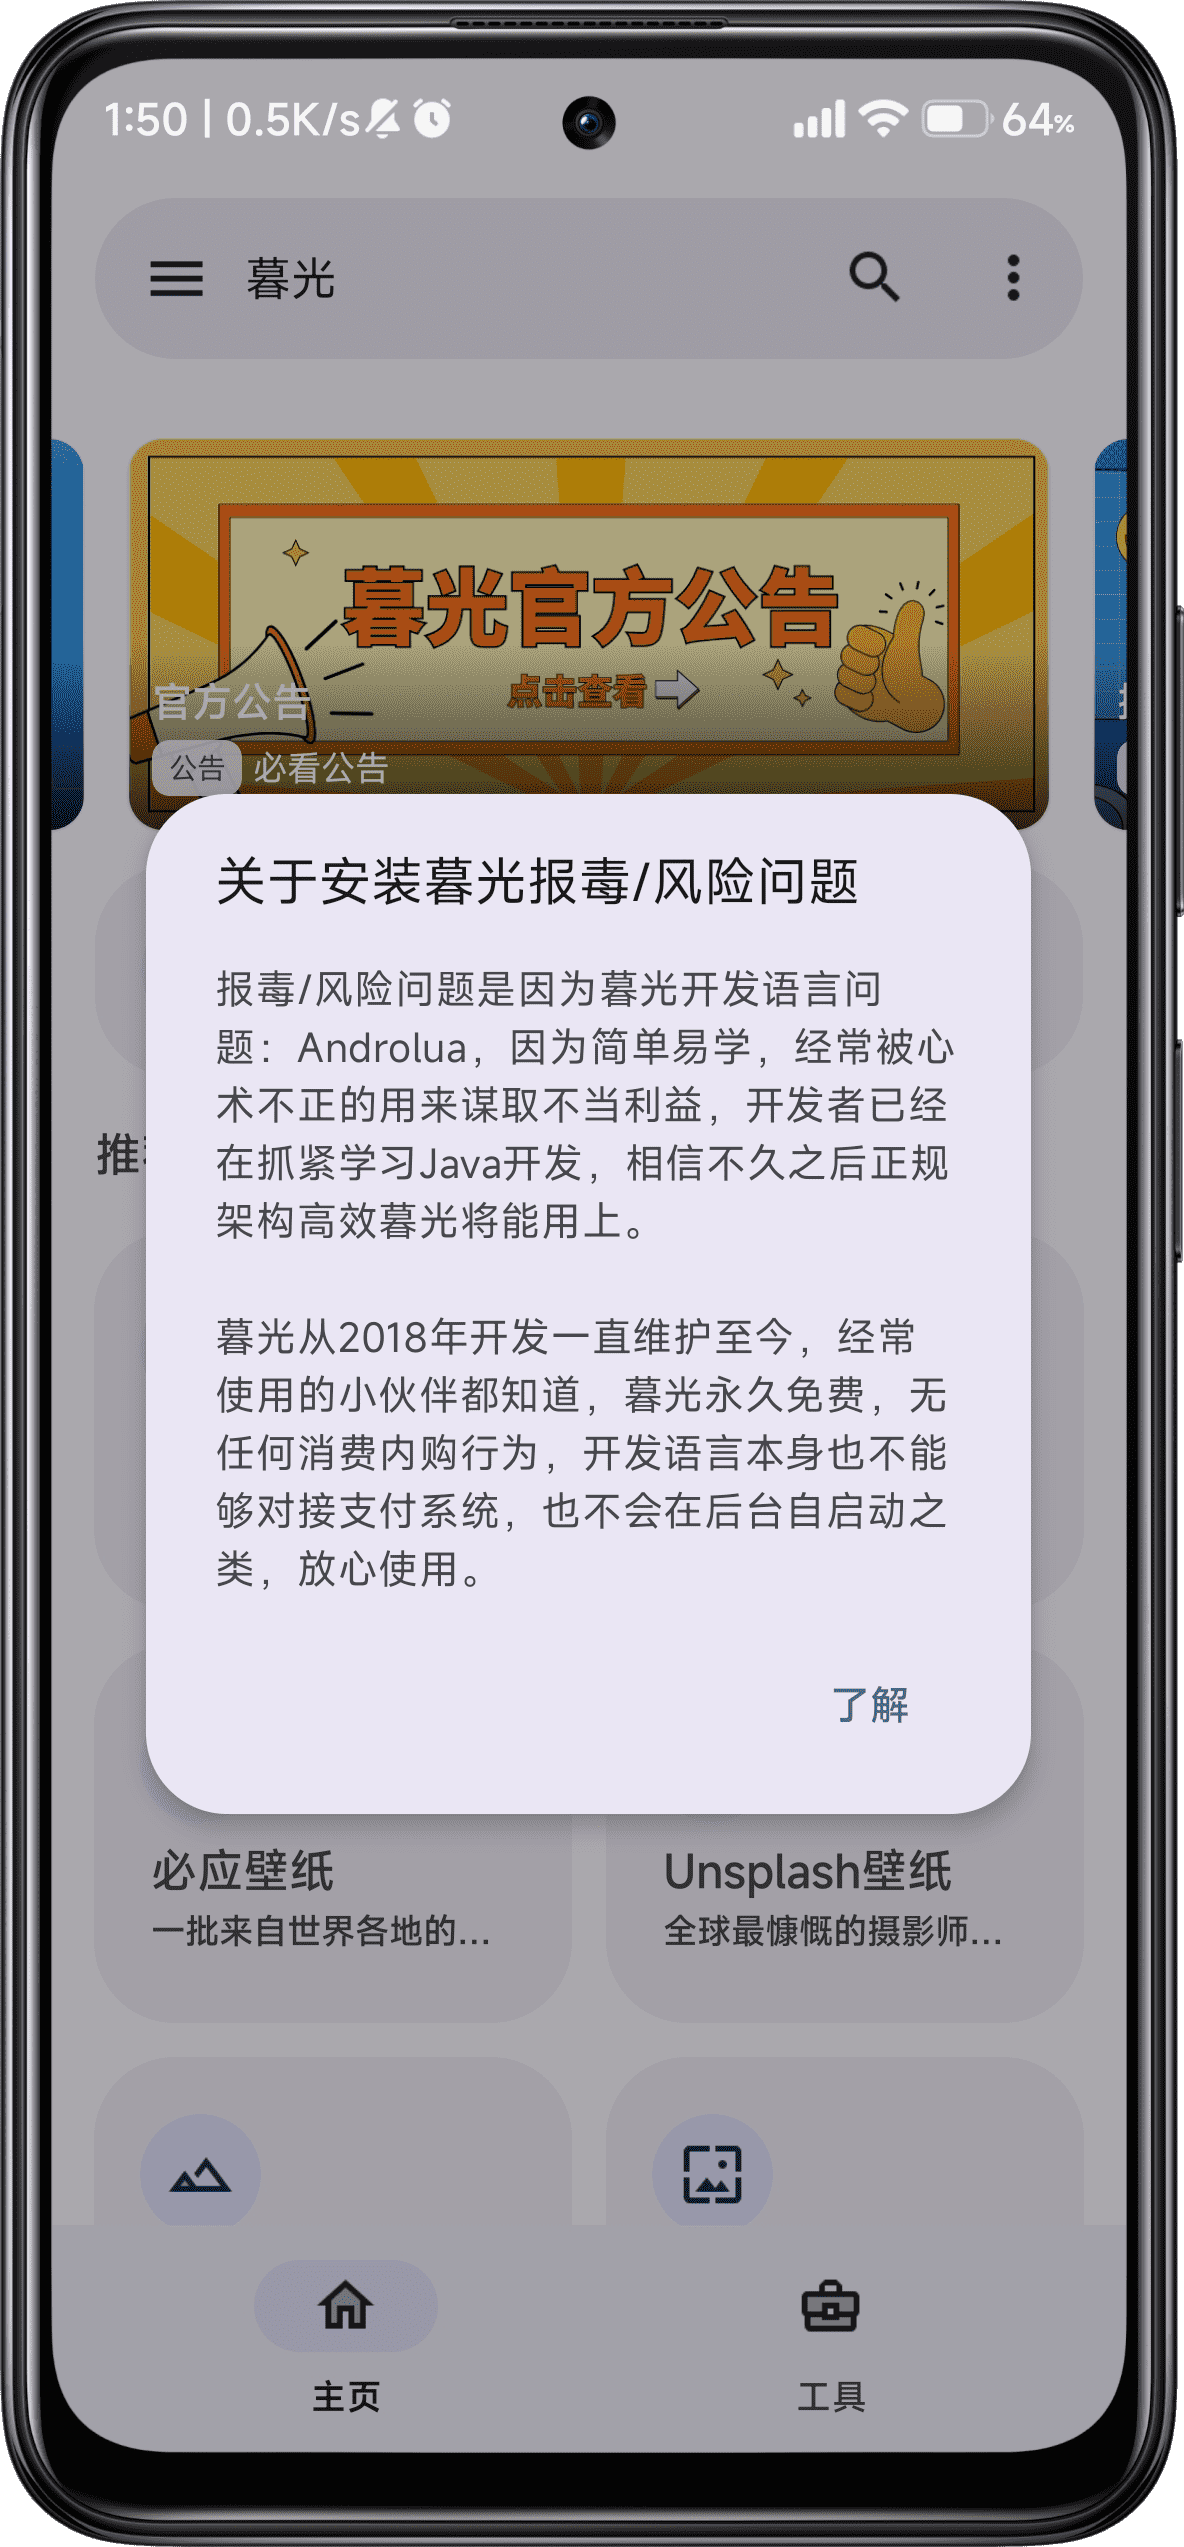 1:50 | 0.5K/s
64%
暮光
暮光官方公告
点击查看
官方公告
公告 必看公告
关于安装暮光报毒/风险问题
报毒/风险问题是因为暮光开发语言问
题：Androlua，因为简单易学，经常被心
术不正的用来谋取不当利益，开发者已经
在抓紧学习Java开发，相信不久之后正规
架构高效暮光将能用上。
暮光从2018年开发一直维护至今，经常
使用的小伙伴都知道，暮光永久免费，无
任何消费内购行为，开发语言本身也不能
够对接支付系统，也不会在后台自启动之
类，放心使用。
了解
推
必应壁纸
Unsplash壁纸
一批来自世界各地的...
全球最慷慨的摄影师...
主页
工具